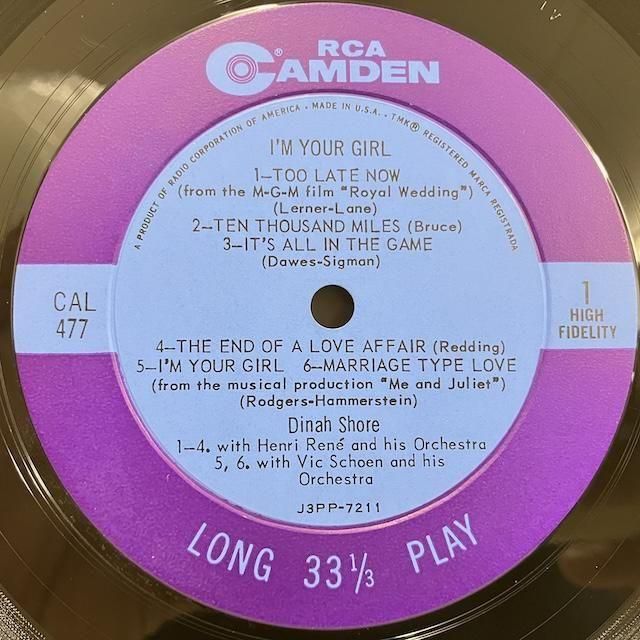 RCA
CAMDEN®
A PRODUCT OF RADIO CORPORATION OF AMERICA • MADE IN U.S.A. • TMK® REGISTERED MARCA REGISTRADA
I'M YOUR GIRL
1—TOO LATE NOW
(from the M-G-M film "Royal Wedding")
(Lerner-Lane)
2—TEN THOUSAND MILES (Bruce)
3—IT'S ALL IN THE GAME
(Dawes-Sigman)
CAL
477
1
HIGH
FIDELITY
4—THE END OF A LOVE AFFAIR (Redding)
5—I'M YOUR GIRL 6—MARRIAGE TYPE LOVE
(from the musical production "Me and Juliet")
(Rodgers-Hammerstein)
Dinah Shore
1—4. with Henri René and his Orchestra
5, 6. with Vic Schoen and his
Orchestra
J3PP-7211
LONG 33 1/3 PLAY